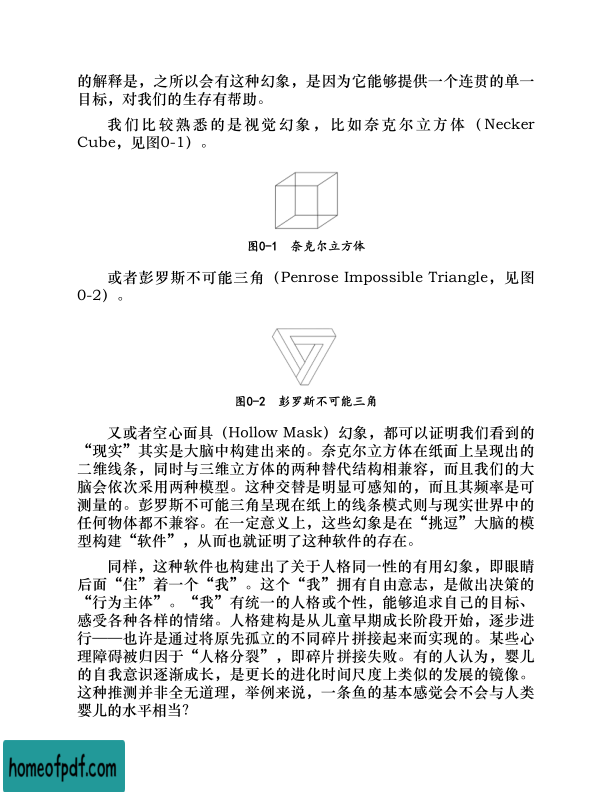 的解释是，之所以会有这种幻象，是因为它能够提供一个连贯的单一
目标，对我们的生存有帮助。
我们比较熟悉的是视觉幻象，比如奈克尔立方体（Necker
Cube，见图0-1）。
图0-1 奈克尔立方体
或者彭罗斯不可能三角（Penrose Impossible Triangle，见图
0-2）。
图0-2 彭罗斯不可能三角
又或者空心面具（Hollow Mask）幻象，都可以证明我们看到的
“现实”其实是大脑中构建出来的。奈克尔立方体在纸面上呈现出的
二维线条，同时与三维立方体的两种替代结构相兼容，而且我们的大
脑会依次采用两种模型。这种交替是明显可感知的，而且其频率是可
测量的。彭罗斯不可能三角呈现在纸上的线条模式则与现实世界中的
任何物体都不兼容。在一定意义上，这些幻象是在“挑逗”大脑的模
型构建“软件”，从而也就证明了这种软件的存在。
同样，这种软件也构建出了关于人格同一性的有用幻象，即眼睛
后面“住”着一个“我”。这个“我”拥有自由意志，是做出决策的
“行为主体”。“我”有统一的人格或个性，能够追求自己的目标、
感受各种各样的情绪。人格建构是从儿童早期成长阶段开始，逐步进
行——也许是通过将原先孤立的不同碎片拼接起来而实现的。某些心
理障碍被归因于“人格分裂”，即碎片拼接失败。有的人认为，婴儿
的自我意识逐渐成长，是更长的进化时间尺度上类似的发展的镜像。
这种推测并非全无道理，举例来说，一条鱼的基本感觉会不会与人类
婴儿的水平相当？
homeofpdf.com